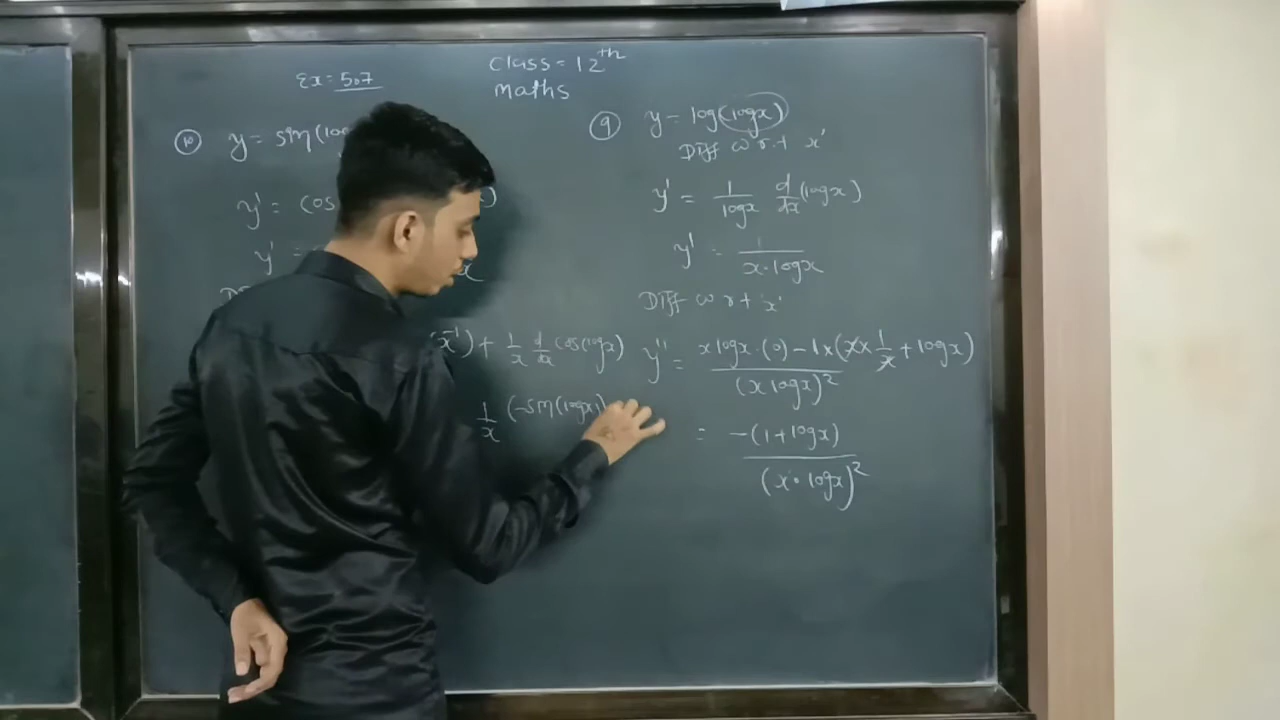 Class = 12th
Ex = 5.7
Maths
⑩ y = sin(log
y' = cos x)
y' = x
x⁻¹) + 1/x d/dx cos(logx)
1/x (-sin(logx)
⑨ y = log(logx)
Diff w r.t 'x'
y' = 1/logx d/dx (logx)
y' = 1/x·logx
Diff w r t 'x'
y'' = x logx·(0) - 1×(x× 1/x + logx) / (x logx)²
= -(1+logx) / (x·logx)²